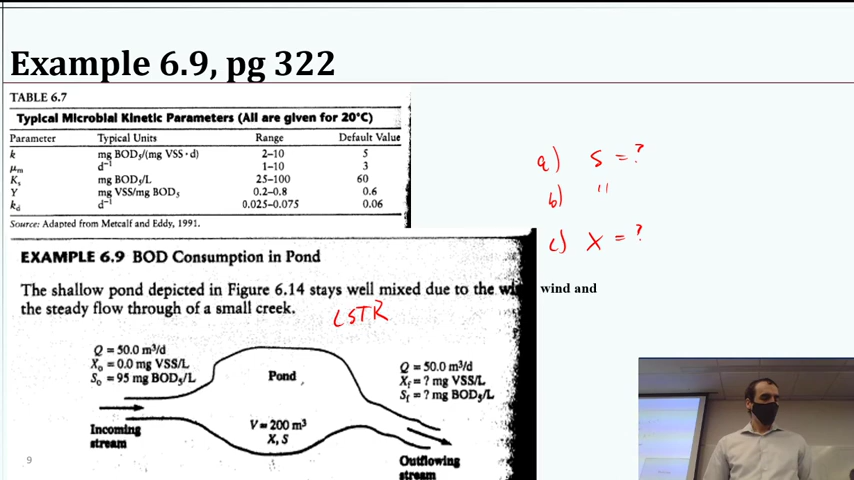 Example 6.9, pg 322
TABLE 6.7
Typical Microbial Kinetic Parameters (All are given for 20°C)
Parameter Typical Units Range Default Value
k mg BOD₅/(mg VSS · d) 2–10 5
μm d⁻¹ 1–10 3
Ks mg BOD₅/L 25–100 60
Y mg VSS/mg BOD₅ 0.2–0.8 0.6
kd d⁻¹ 0.025–0.075 0.06
Source: Adapted from Metcalf and Eddy, 1991.
a) S = ?
b) "
c) X = ?
EXAMPLE 6.9 BOD Consumption in Pond
The shallow pond depicted in Figure 6.14 stays well mixed due to the wind and
the steady flow through of a small creek.
CSTR
Q = 50.0 m³/d
X₀ = 0.0 mg VSS/L
S₀ = 95 mg BOD₅/L
Pond
Q = 50.0 m³/d
Xf = ? mg VSS/L
Sf = ? mg BOD₅/L
Incoming
stream
V = 200 m³
X, S
Outflowing
stream
9